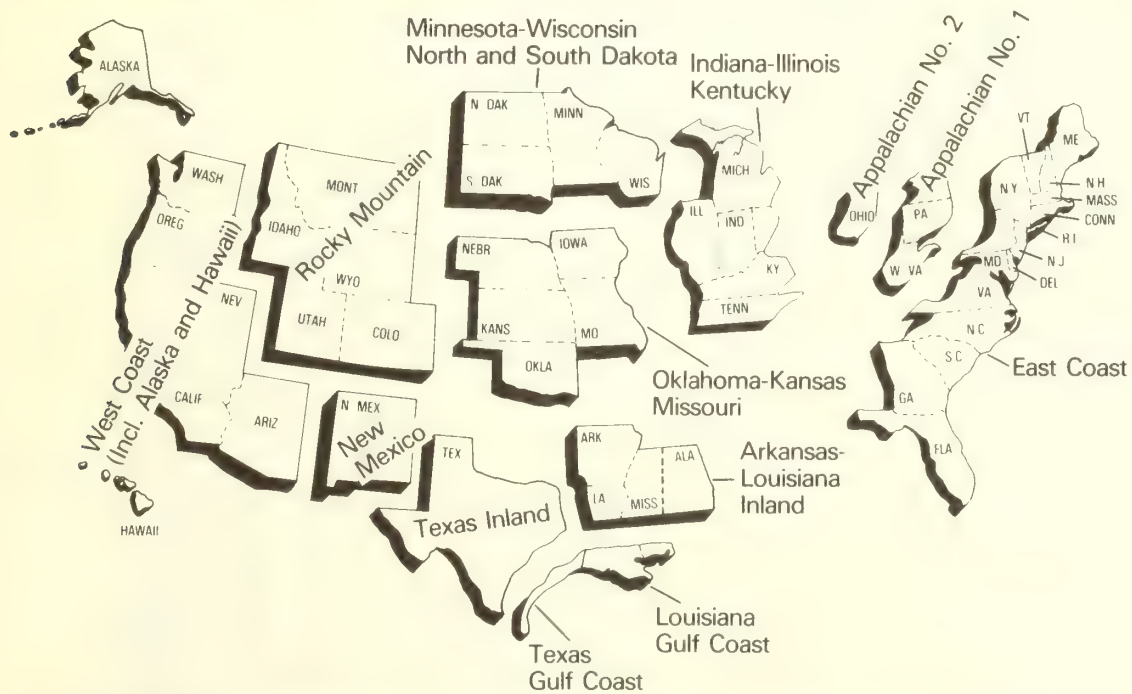 ALASKA
Minnesota-Wisconsin
North and South Dakota
Indiana-Illinois
Kentucky
Appalachian No. 2
Appalachian No. 1
N DAK
MINN
S DAK
WIS
MICH
ILL
IND
KY
TENN
OHIO
PA
W VA
VT
ME
N Y
N H
MASS
CONN
R I
N J
DEL
MD
VA
N C
S C
GA
FLA
East Coast
WASH
OREG
NEV
CALIF
ARIZ
West Coast
(Incl. Alaska and Hawaii)
HAWAII
MONT
IDAHO
WYO
UTAH
COLO
Rocky Mountain
NEBR
IOWA
KANS
MO
OKLA
Oklahoma-Kansas
Missouri
N MEX
New
Mexico
TEX
Texas Inland
ARK
ALA
LA
MISS
Arkansas-
Louisiana
Inland
Louisiana
Gulf Coast
Texas
Gulf Coast